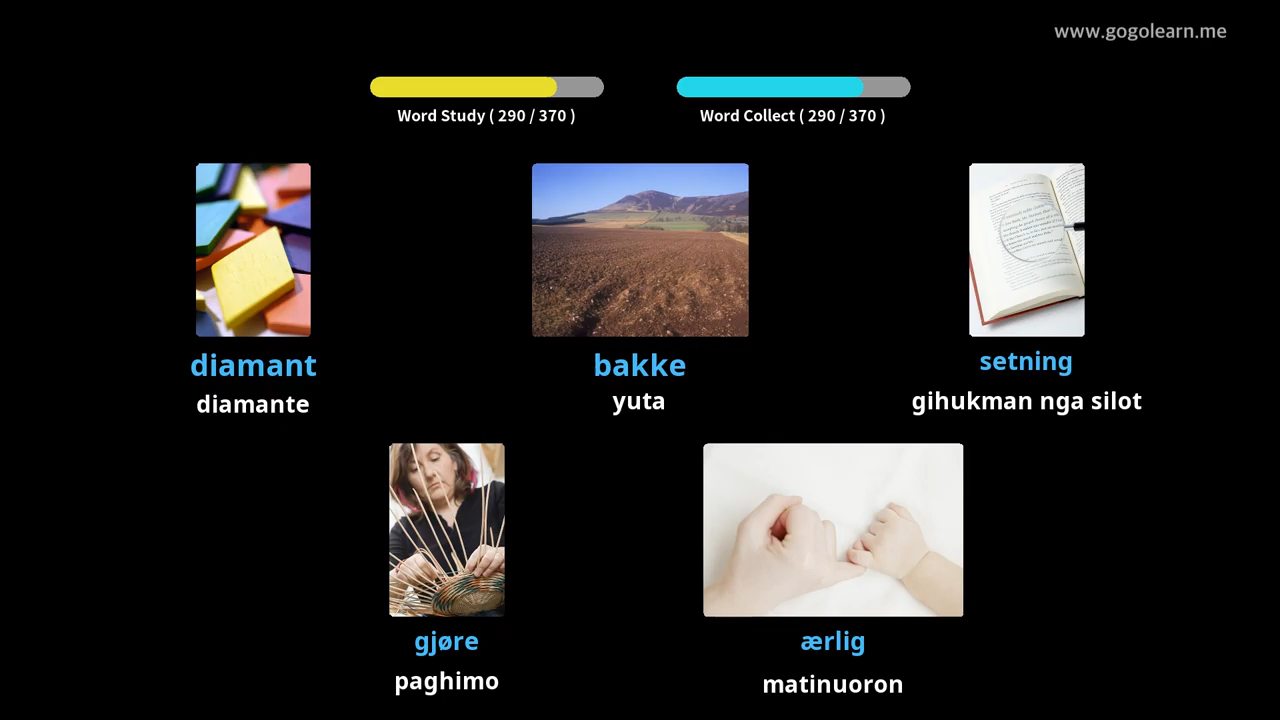 www.gogolearn.me
Word Study ( 290 / 370 )
Word Collect ( 290 / 370 )
diamant
diamante
bakke
yuta
setning
gihukman nga silot
gjøre
paghimo
ærlig
matinuoron